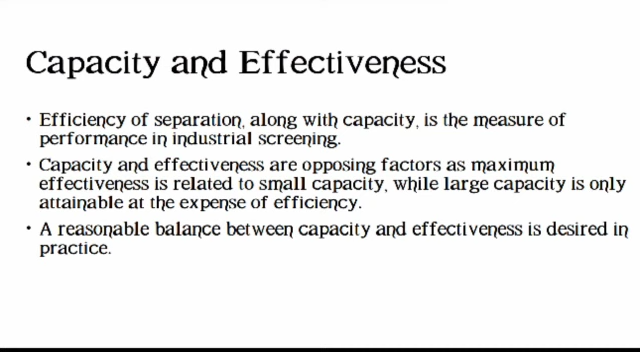 Capacity and Effectiveness
• Efficiency of separation, along with capacity, is the measure of
performance in industrial screening.
• Capacity and effectiveness are opposing factors as maximum
effectiveness is related to small capacity, while large capacity is only
attainable at the expense of efficiency.
• A reasonable balance between capacity and effectiveness is desired in
practice.